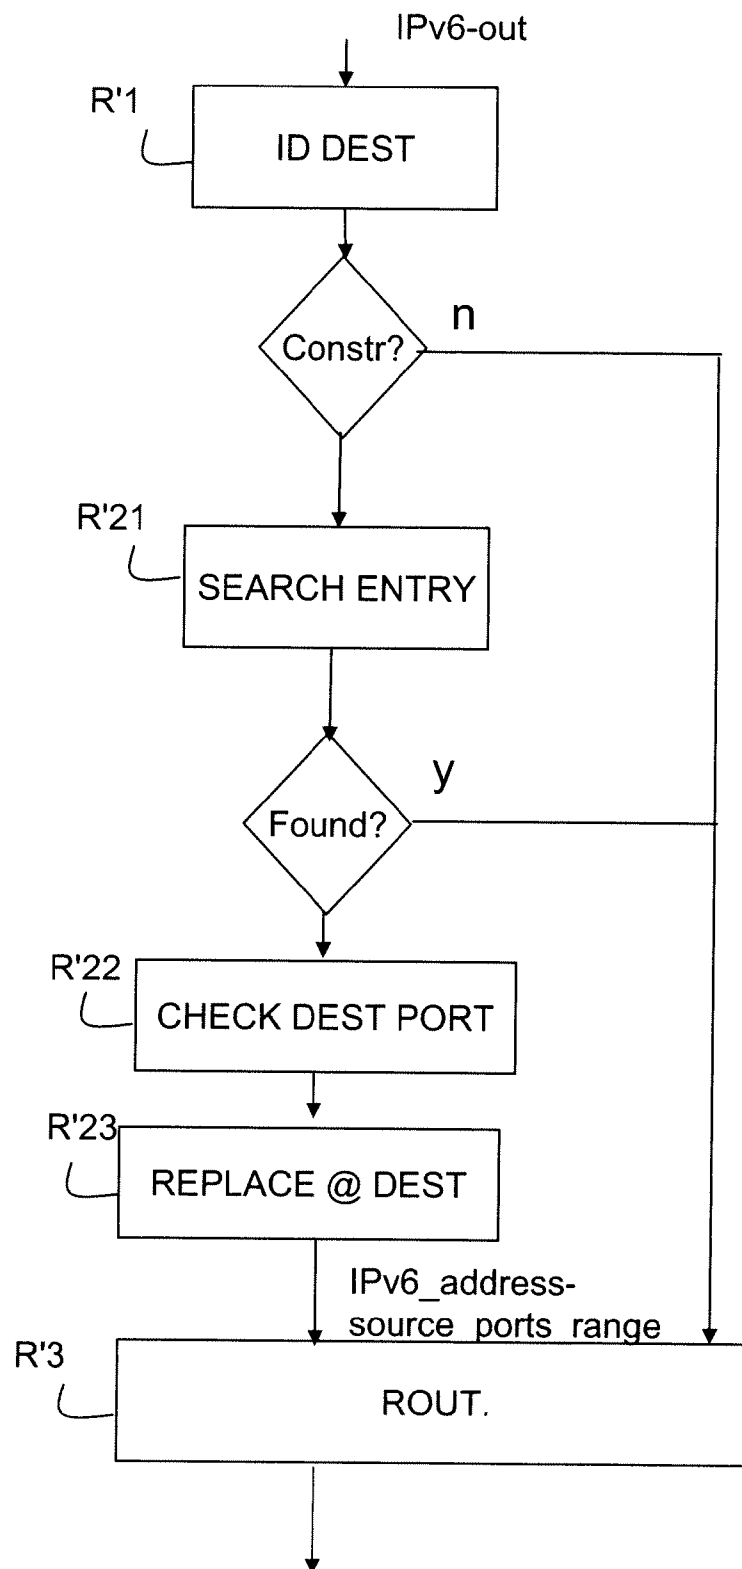 IPv6-out
R'1
ID DEST
n
Constr?
R'21
SEARCH ENTRY
y
Found?
R'22
CHECK DEST PORT
R'23
REPLACE @ DEST
IPv6_address-
source_ports_range
R'3
ROUT.